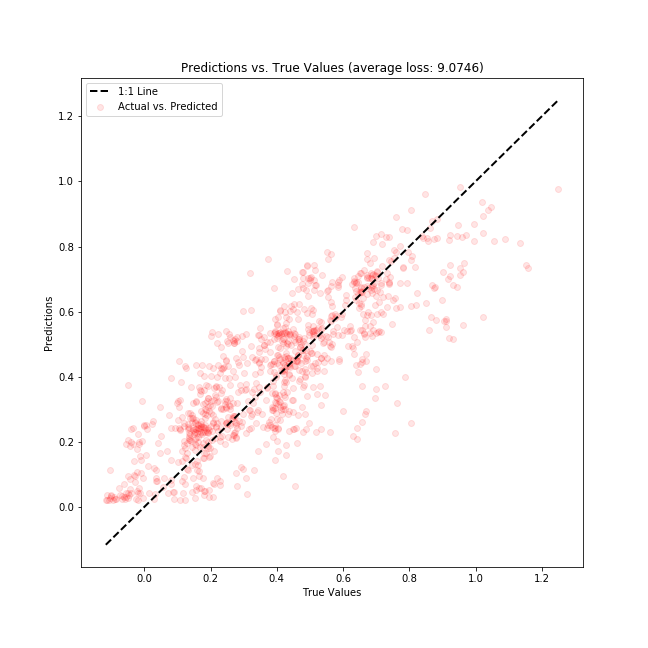 Predictions vs. True Values (average loss: 9.0746)
1:1 Line
Actual vs. Predicted
1.2
1.0
0.8
0.6
0.4
0.2
0.0
Predictions
0.0 0.2 0.4 0.6 0.8 1.0 1.2
True Values